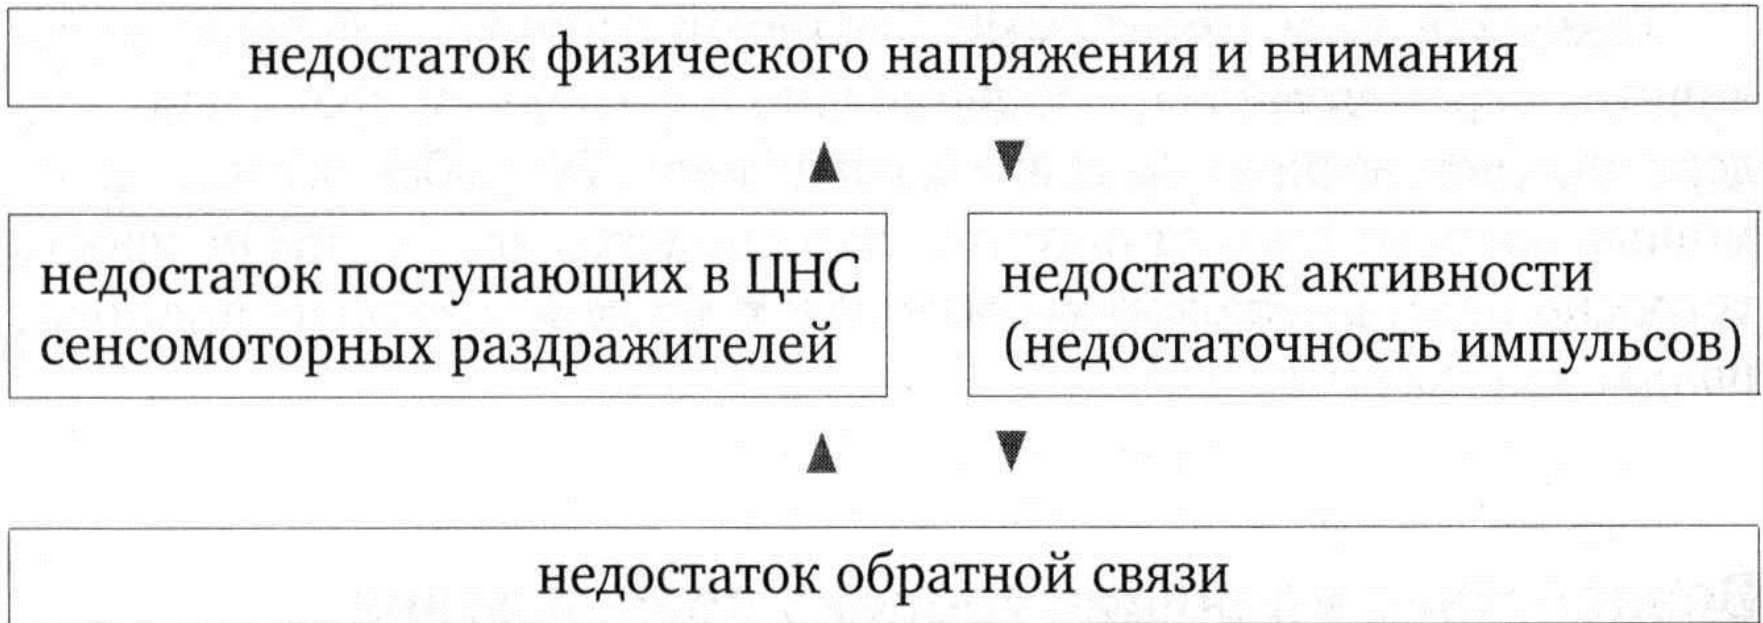 недостаток физического напряжения и внимания
недостаток поступающих в ЦНС
сенсомоторных раздражителей
недостаток активности
(недостаточность импульсов)
недостаток обратной связи